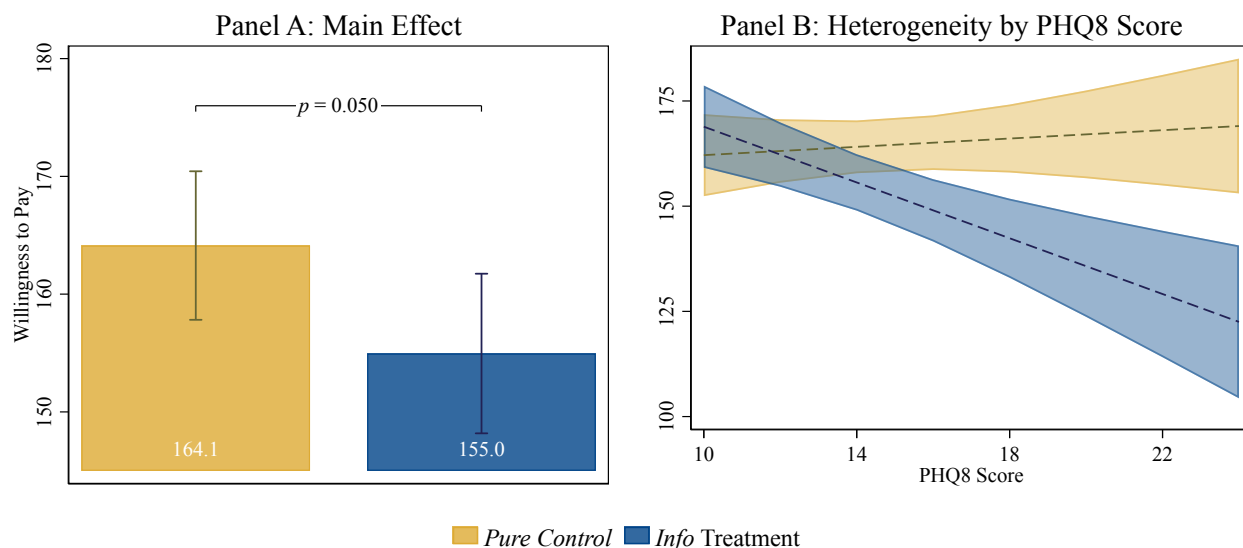 Panel A: Main Effect
Willingness to Pay
180
170
160
150
p = 0.050
164.1
155.0
Panel B: Heterogeneity by PHQ8 Score
175
150
125
100
10 14 18 22
PHQ8 Score
Pure Control Info Treatment